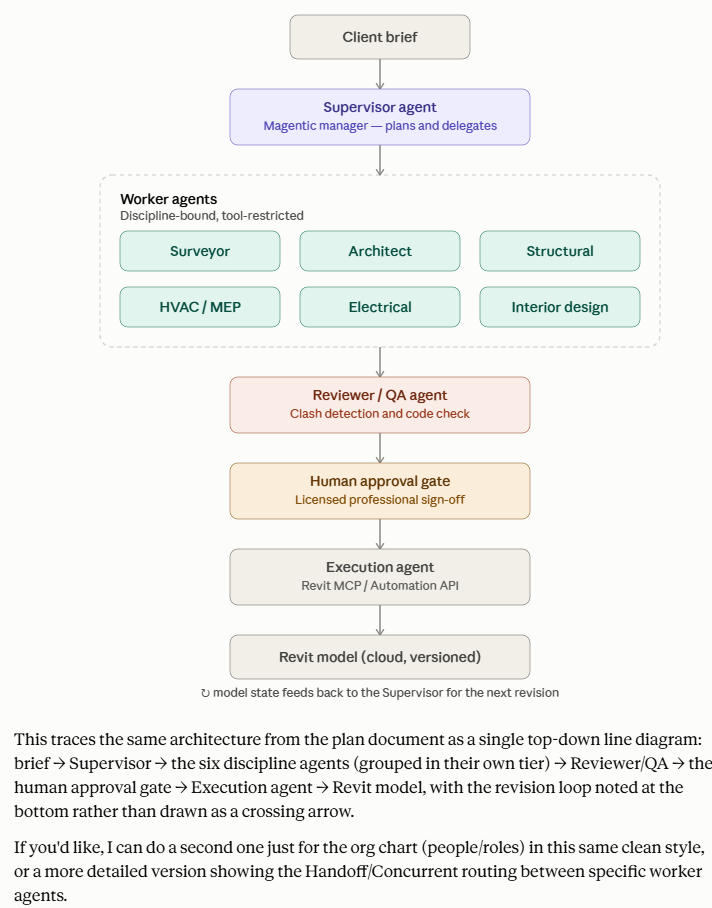 Client brief
Supervisor agent
Magentic manager — plans and delegates
Worker agents
Discipline-bound, tool-restricted
Surveyor
Architect
Structural
HVAC / MEP
Electrical
Interior design
Reviewer / QA agent
Clash detection and code check
Human approval gate
Licensed professional sign-off
Execution agent
Revit MCP / Automation API
Revit model (cloud, versioned)
↻ model state feeds back to the Supervisor for the next revision
This traces the same architecture from the plan document as a single top-down line diagram:
brief → Supervisor → the six discipline agents (grouped in their own tier) → Reviewer/QA → the
human approval gate → Execution agent → Revit model, with the revision loop noted at the
bottom rather than drawn as a crossing arrow.
If you'd like, I can do a second one just for the org chart (people/roles) in this same clean style,
or a more detailed version showing the Handoff/Concurrent routing between specific worker
agents.